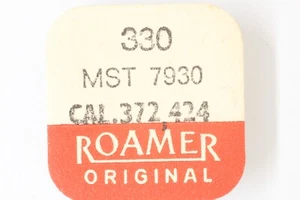 330
MST 7930
CAL.372,424
ROAMER
ORIGINAL